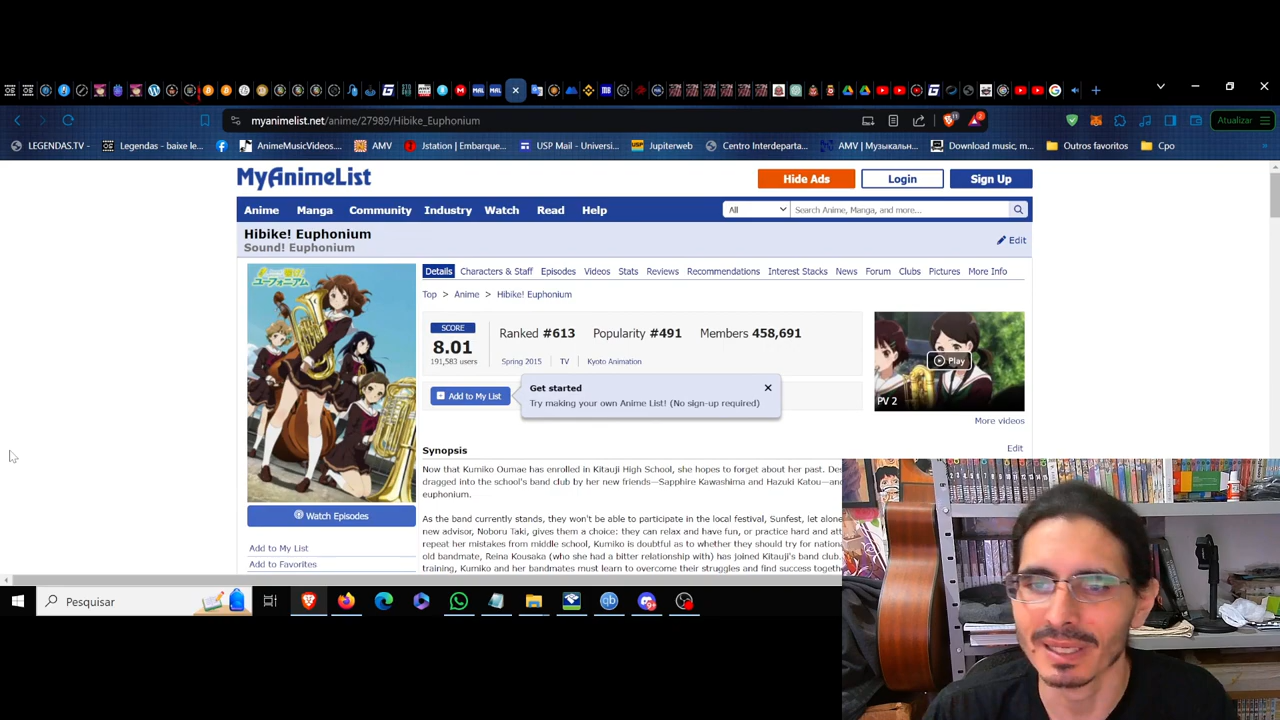 myanimelist.net/anime/27989/Hibike_Euphonium
11
2
Atualizar
LEGENDAS.TV -
Legendas - baixe le...
AnimeMusicVideos....
AMV
Jstation | Embarque...
USP Mail - Universi...
Jupiterweb
Centro Interdeparta...
AMV | Музыкальн...
Download music, m...
Outros favoritos
Cpo
MyAnimeList
Hide Ads
Login
Sign Up
Anime Manga Community Industry Watch Read Help
All
Search Anime, Manga, and more...
Hibike! Euphonium
Sound! Euphonium
Edit
Details Characters & Staff Episodes Videos Stats Reviews Recommendations Interest Stacks News Forum Clubs Pictures More Info
Top > Anime > Hibike! Euphonium
SCORE
8.01
191,583 users
Ranked #613 Popularity #491 Members 458,691
Spring 2015 TV Kyoto Animation
Play
PV 2
Add to My List
Get started
Try making your own Anime List! (No sign-up required)
More videos
Synopsis
Edit
Now that Kumiko Oumae has enrolled in Kitauji High School, she hopes to forget about her past. Des
dragged into the school's band club by her new friends—Sapphire Kawashima and Hazuki Katou—and
euphonium.
As the band currently stands, they won't be able to participate in the local festival, Sunfest, let alone
new advisor, Noboru Taki, gives them a choice: they can relax and have fun, or practice hard and att
repeat her mistakes from middle school, Kumiko is doubtful as to whether they should try for national
old bandmate, Reina Kousaka (who she had a bitter relationship with) has joined Kitauji's band club.
training, Kumiko and her bandmates must learn to overcome their struggles and find success togethe
Watch Episodes
Add to My List
Add to Favorites
Pesquisar